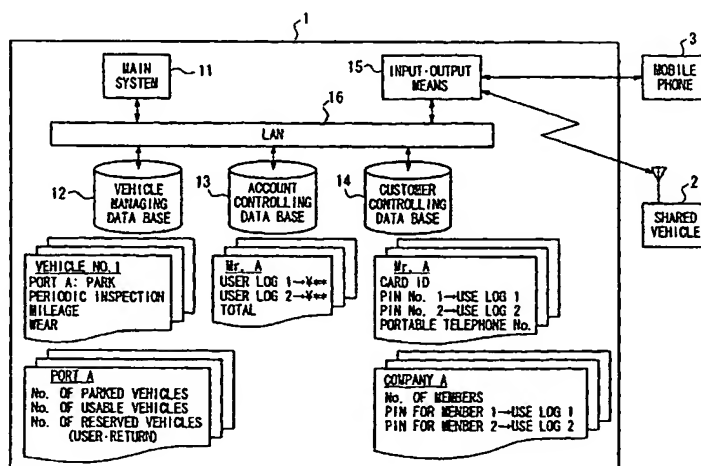 1
3
MAIN
SYSTEM
11
15
INPUT-OUTPUT
MEANS
MOBILE
PHONE
16
LAN
12
VEHICLE
MANAGING
DATA BASE
13
ACCOUNT
CONTROLLING
DATA BASE
14
CUSTOMER
CONTROLLING
DATA BASE
2
SHARED
VEHICLE
VEHICLE NO.1
PORT A: PARK
PERIODIC INSPECTION
MILEAGE
WEAR
Mr. A
USER LOG 1→¥**
USER LOG 2→¥**
TOTAL
Mr. A
CARD ID
PIN No. 1→USE LOG 1
PIN No. 2→USE LOG 2
PORTABLE TELEPHONE No.
PORT A
No. OF PARKED VEHICLES
No. OF USABLE VEHICLES
No. OF RESERVED VEHICLES
(USER·RETURN)
COMPANY A
No. OF MEMBERS
PIN FOR MENBER 1→USE LOG 1
PIN FOR MENBER 2→USE LOG 2